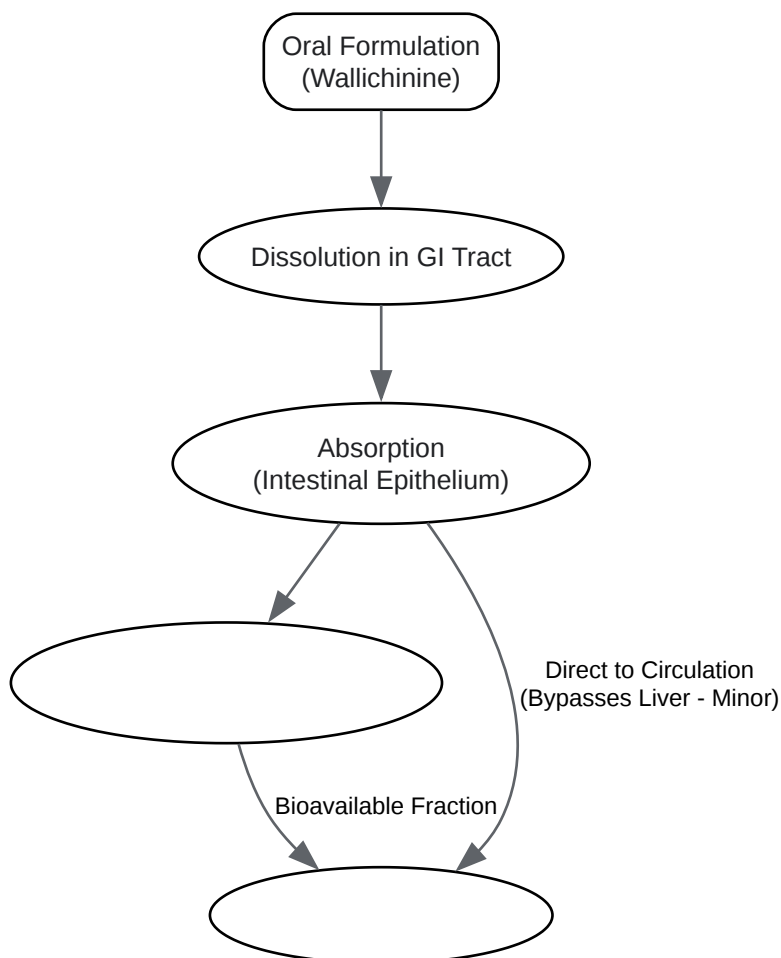 Oral Formulation
(Wallichinine)
Dissolution in GI Tract
Absorption
(Intestinal Epithelium)
Direct to Circulation
(Bypasses Liver - Minor)
Bioavailable Fraction